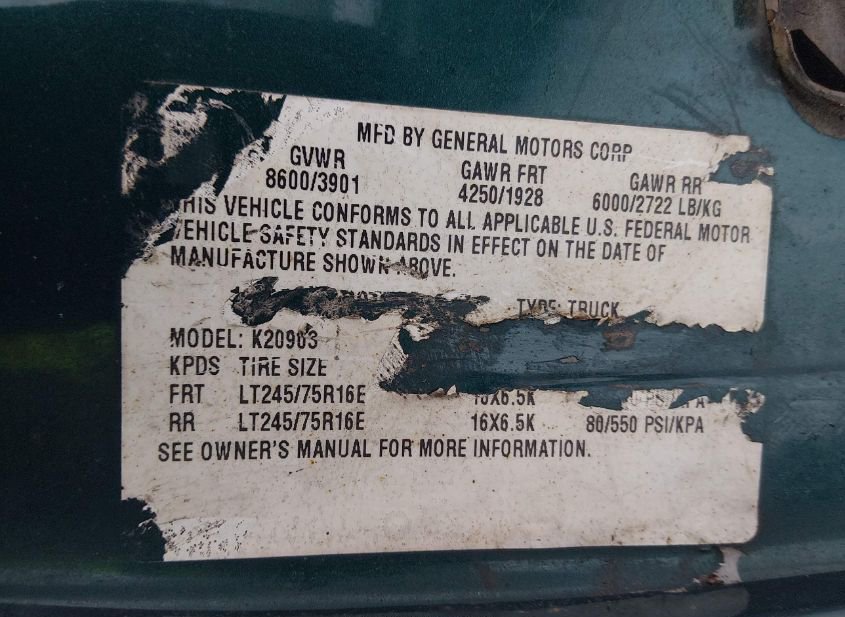 MFD BY GENERAL MOTORS CORP
GVWR GAWR FRT GAWR RR
8600/3901 4250/1928 6000/2722 LB/KG
THIS VEHICLE CONFORMS TO ALL APPLICABLE U.S. FEDERAL MOTOR
VEHICLE SAFETY STANDARDS IN EFFECT ON THE DATE OF
MANUFACTURE SHOWN ABOVE.
TYPE: TRUCK
MODEL: K20903
KPDS TIRE SIZE
FRT LT245/75R16E 16X6.5K
RR LT245/75R16E 16X6.5K 80/550 PSI/KPA
SEE OWNER'S MANUAL FOR MORE INFORMATION.